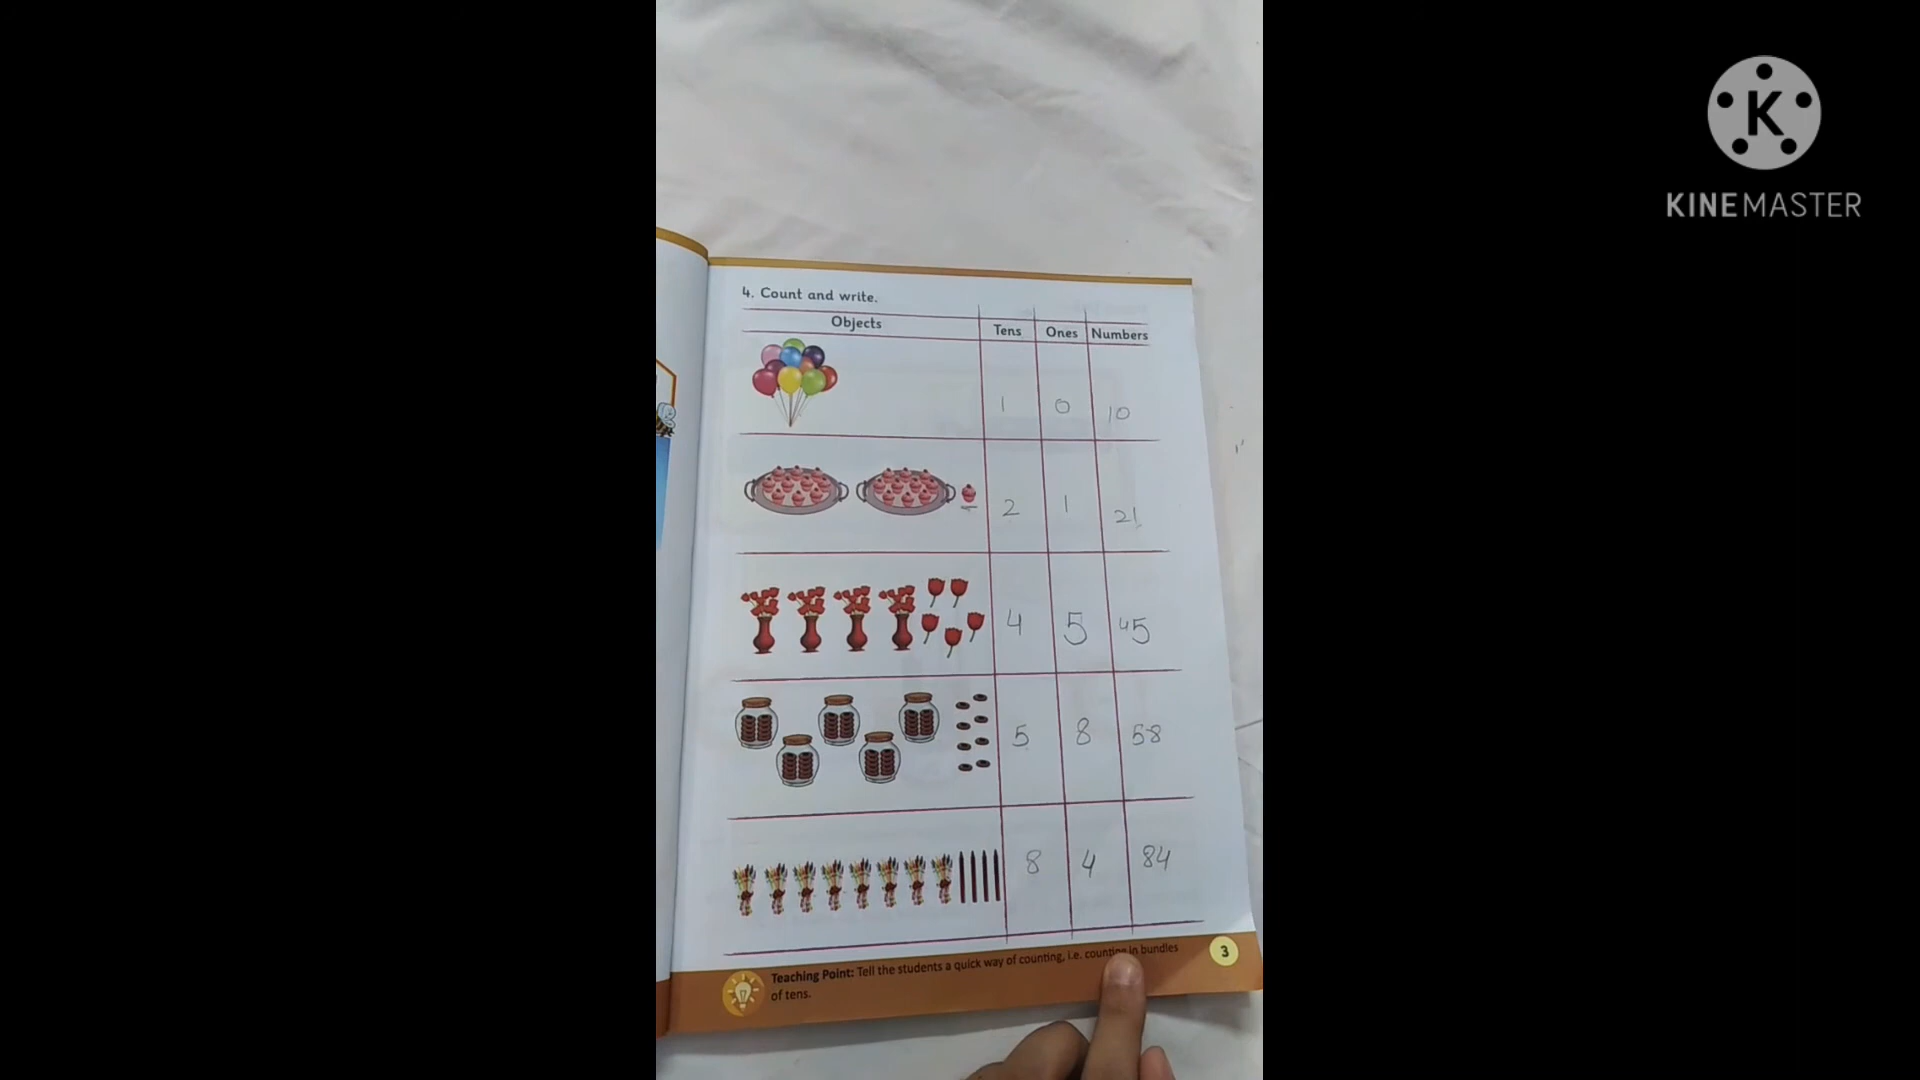 K
KINEMASTER
4. Count and write.
Objects Tens Ones Numbers
1 0 10
2 1 21
4 5 45
5 8 58
8 4 84
Teaching Point: Tell the students a quick way of counting, i.e. counting in bundles
of tens.
3